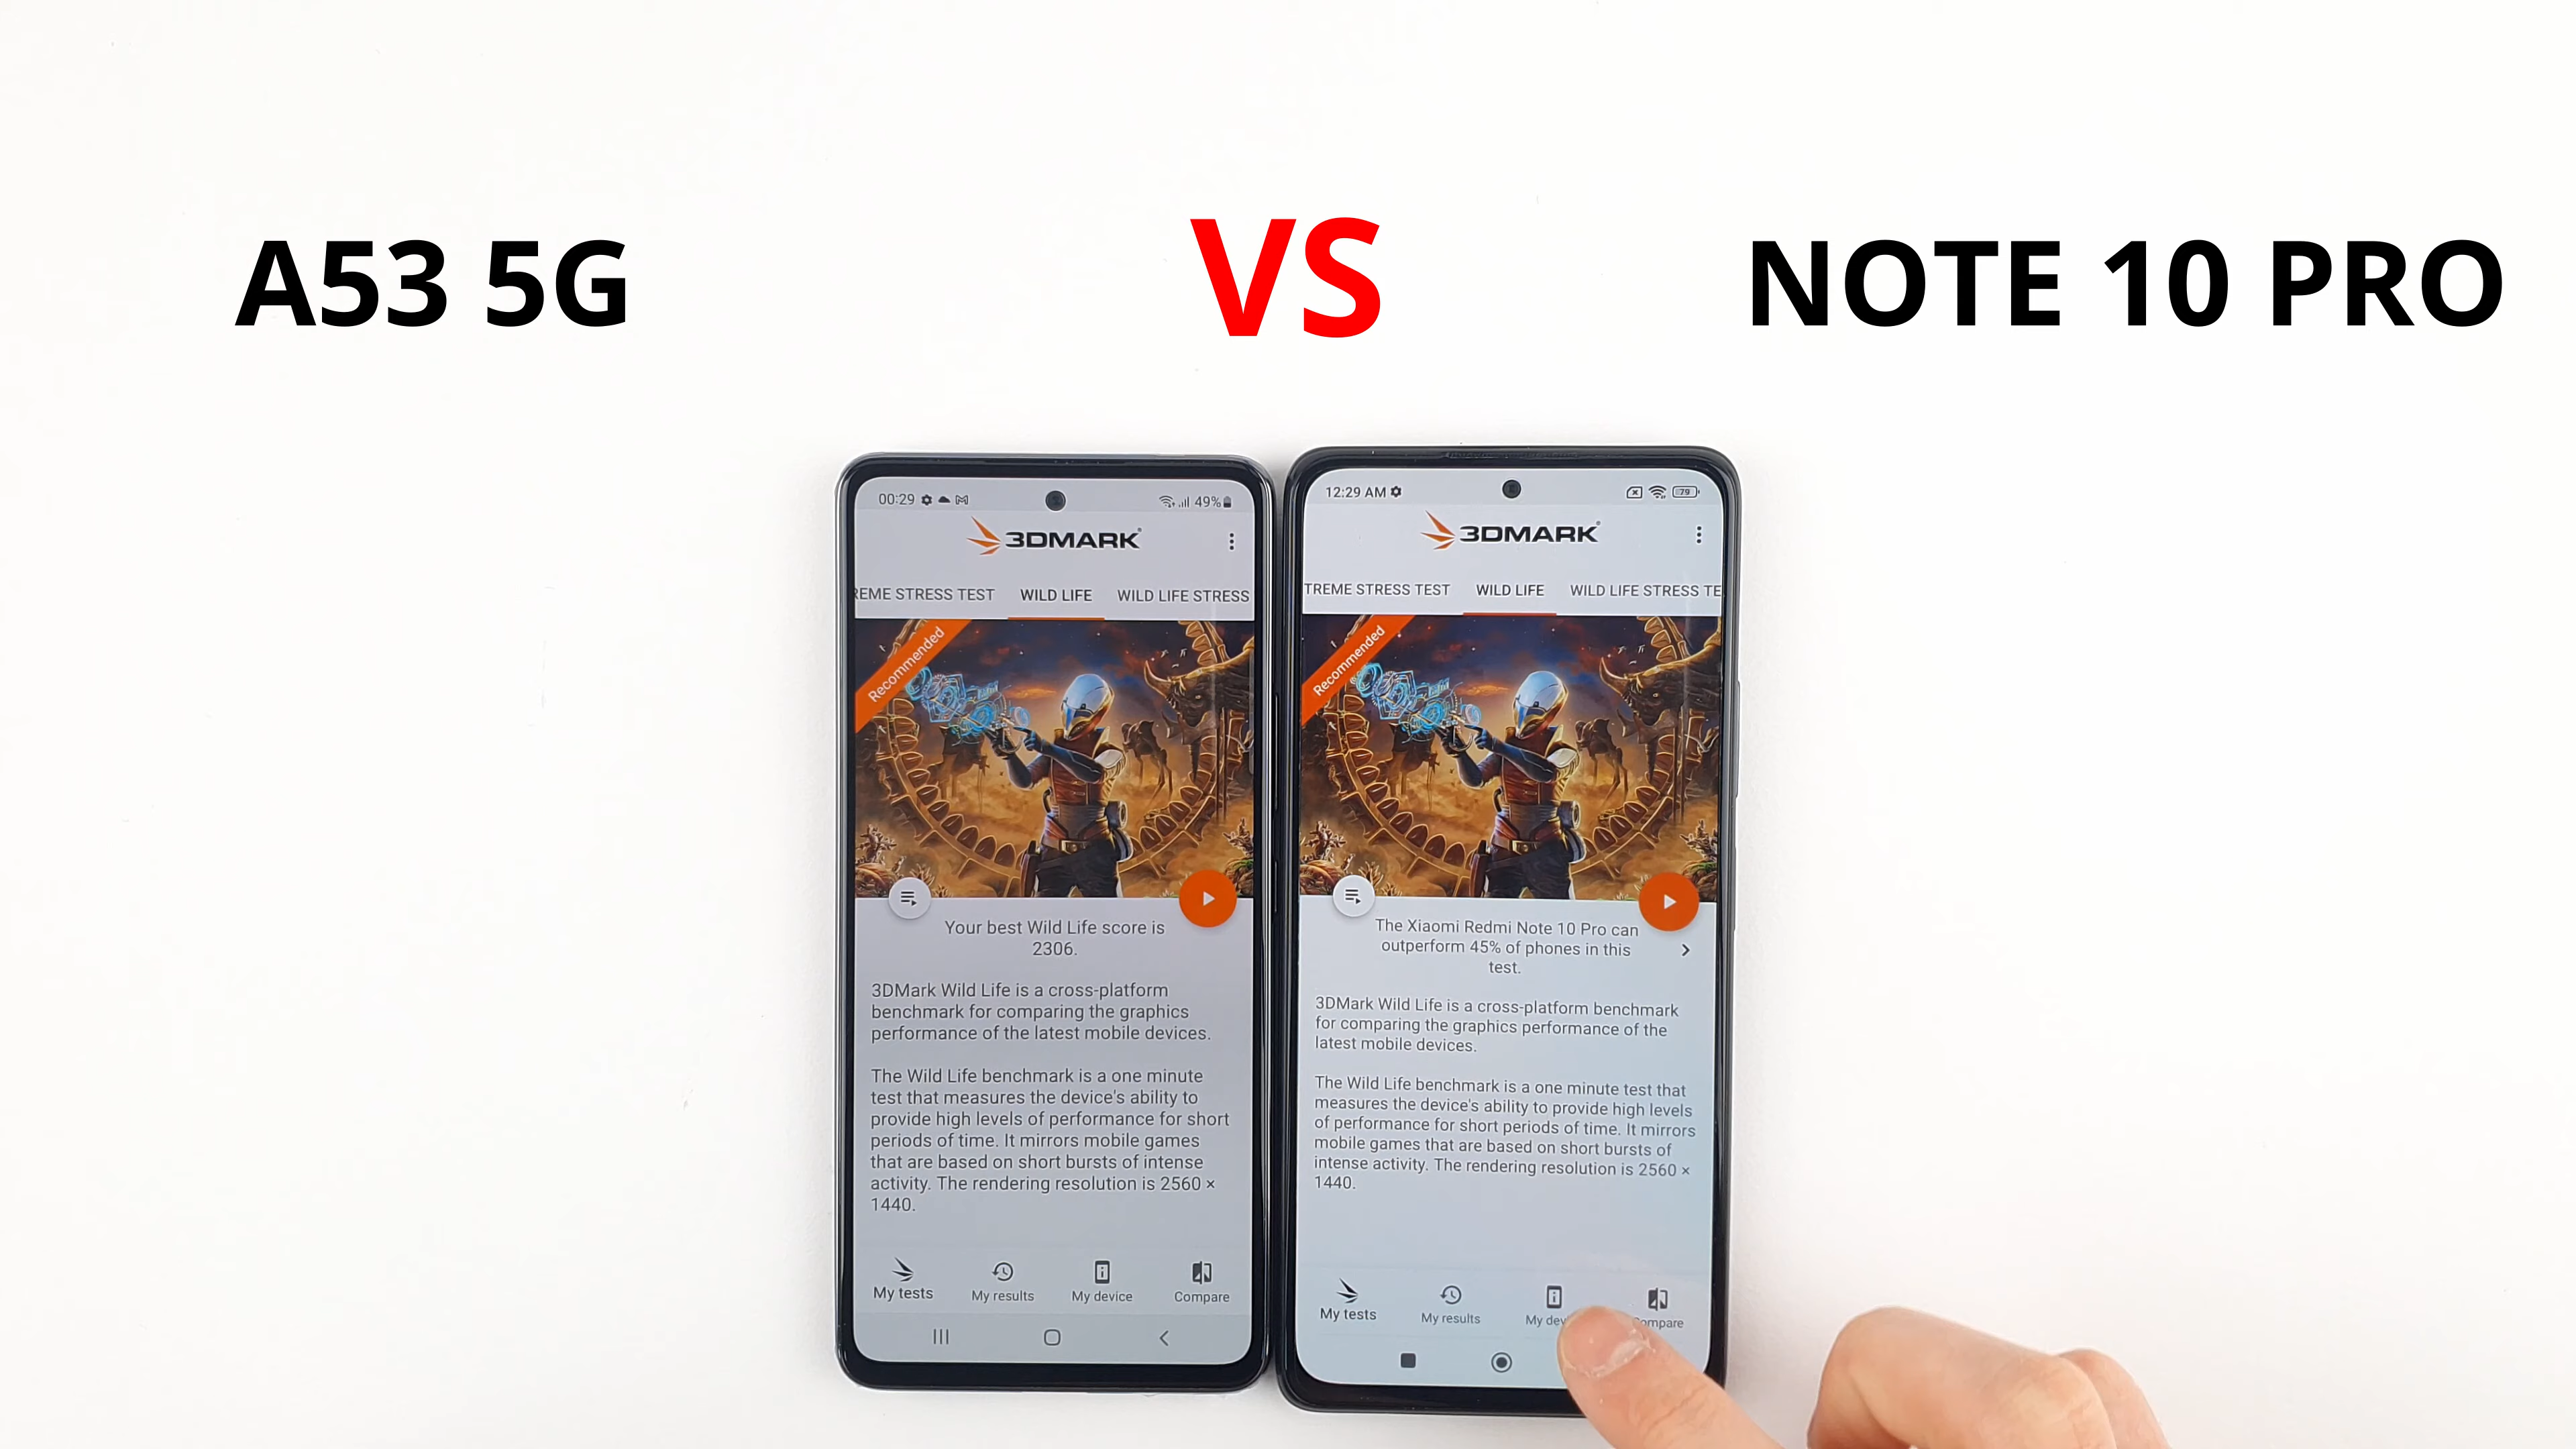 A53 5G
VS
NOTE 10 PRO
00:29
49%
3DMARK
REME STRESS TEST
WILD LIFE
WILD LIFE STRESS
Recommended
Your best Wild Life score is
2306.
3DMark Wild Life is a cross-platform
benchmark for comparing the graphics
performance of the latest mobile devices.
The Wild Life benchmark is a one minute
test that measures the device's ability to
provide high levels of performance for short
periods of time. It mirrors mobile games
that are based on short bursts of intense
activity. The rendering resolution is 2560 ×
1440.
My tests
My results
My device
Compare
12:29 AM
79
3DMARK
TREME STRESS TEST
WILD LIFE
WILD LIFE STRESS TE
Recommended
The Xiaomi Redmi Note 10 Pro can
outperform 45% of phones in this
test.
3DMark Wild Life is a cross-platform benchmark
for comparing the graphics performance of the
latest mobile devices.
The Wild Life benchmark is a one minute test that
measures the device's ability to provide high levels
of performance for short periods of time. It mirrors
mobile games that are based on short bursts of
intense activity. The rendering resolution is 2560 ×
1440.
My tests
My results
My dev
ompare